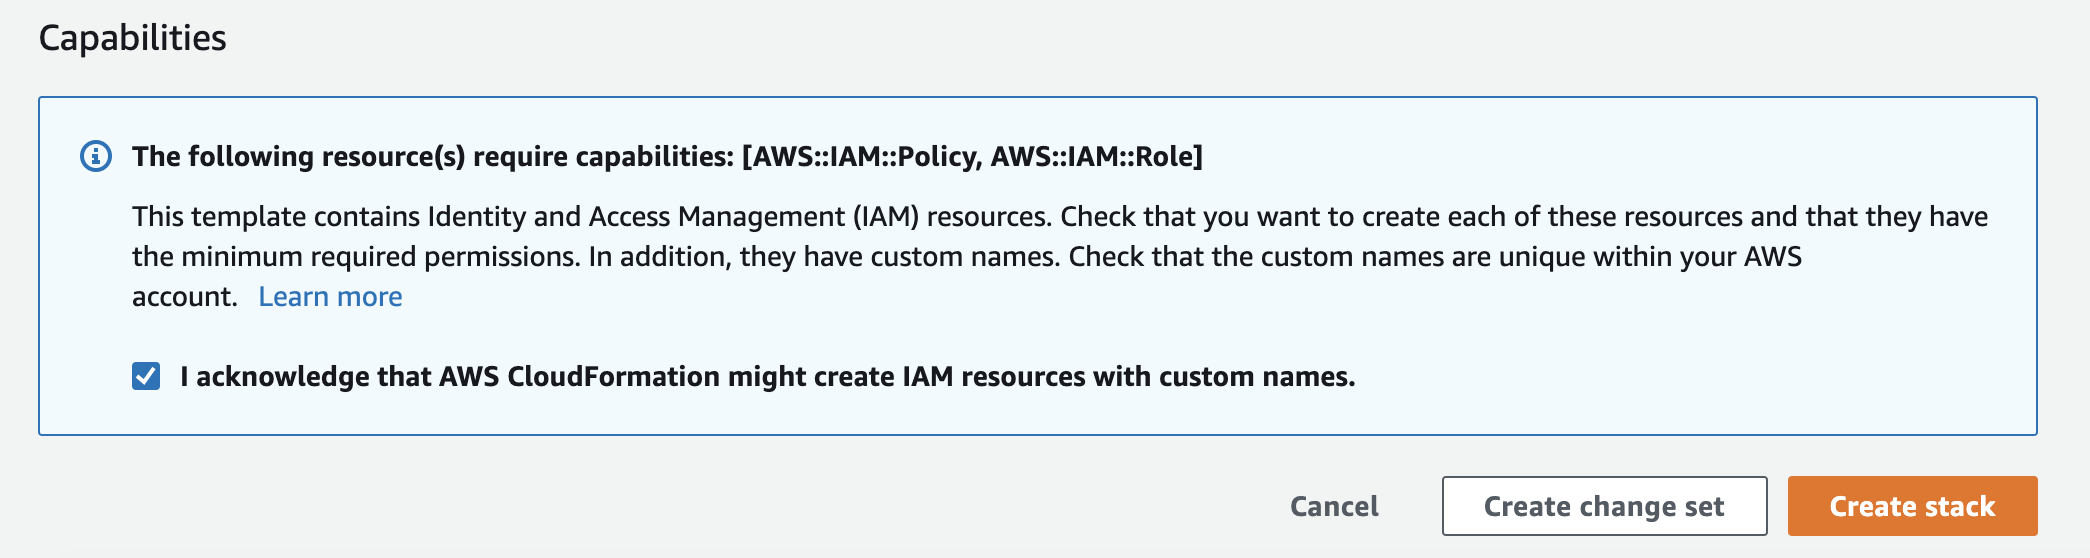 Capabilities
The following resource(s) require capabilities: [AWS::IAM::Policy, AWS::IAM::Role]
This template contains Identity and Access Management (IAM) resources. Check that you want to create each of these resources and that they have
the minimum required permissions. In addition, they have custom names. Check that the custom names are unique within your AWS
account. Learn more
I acknowledge that AWS CloudFormation might create IAM resources with custom names.
Cancel Create change set Create stack